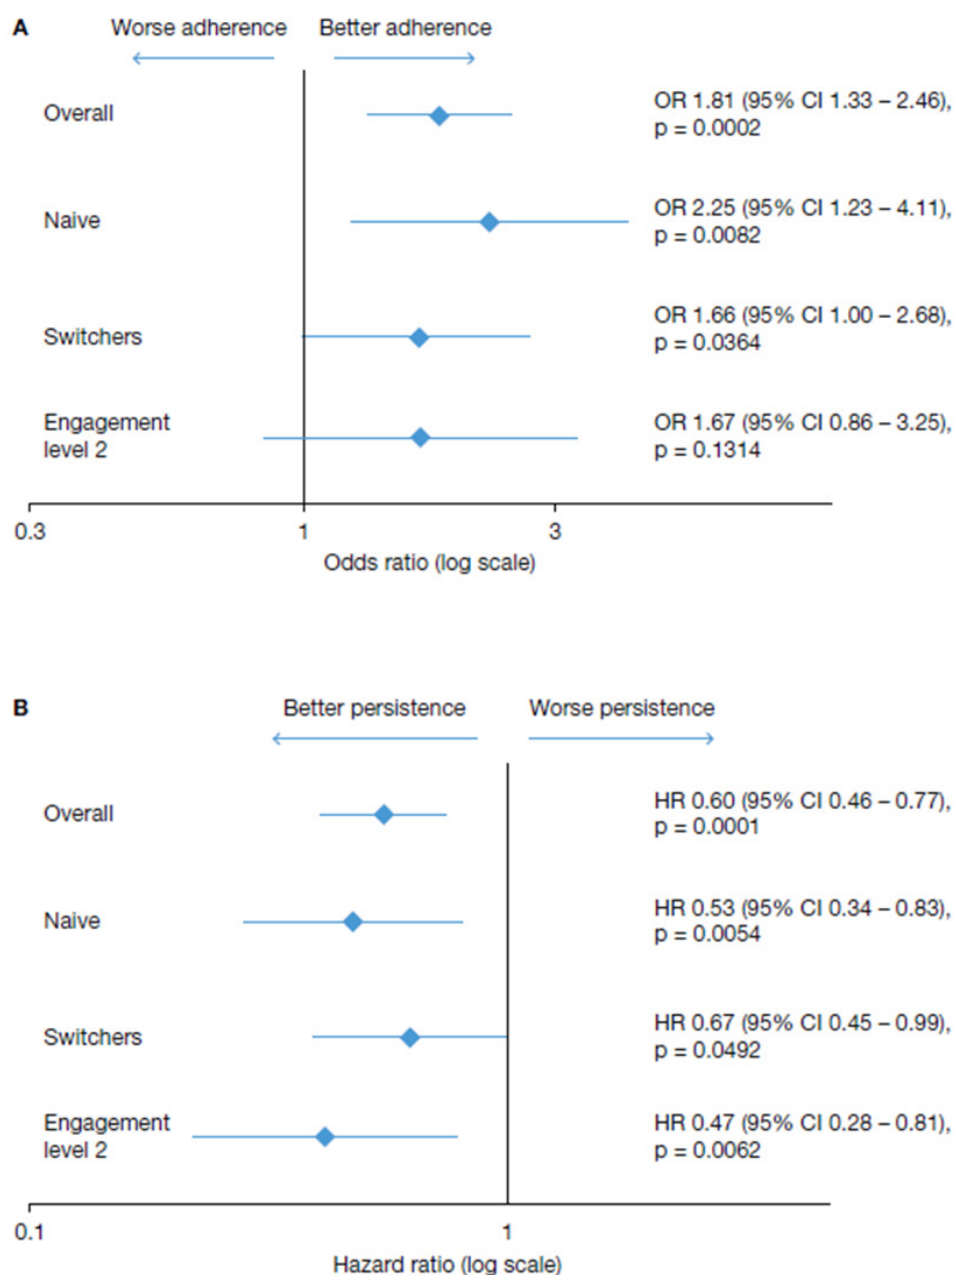 A
Worse adherence Better adherence
Overall
OR 1.81 (95% CI 1.33 – 2.46),
p = 0.0002
Naive
OR 2.25 (95% CI 1.23 – 4.11),
p = 0.0082
Switchers
OR 1.66 (95% CI 1.00 – 2.68),
p = 0.0364
Engagement
level 2
OR 1.67 (95% CI 0.86 – 3.25),
p = 0.1314
0.3 1 3
Odds ratio (log scale)
B
Better persistence Worse persistence
Overall
HR 0.60 (95% CI 0.46 – 0.77),
p = 0.0001
Naive
HR 0.53 (95% CI 0.34 – 0.83),
p = 0.0054
Switchers
HR 0.67 (95% CI 0.45 – 0.99),
p = 0.0492
Engagement
level 2
HR 0.47 (95% CI 0.28 – 0.81),
p = 0.0062
0.1 1
Hazard ratio (log scale)